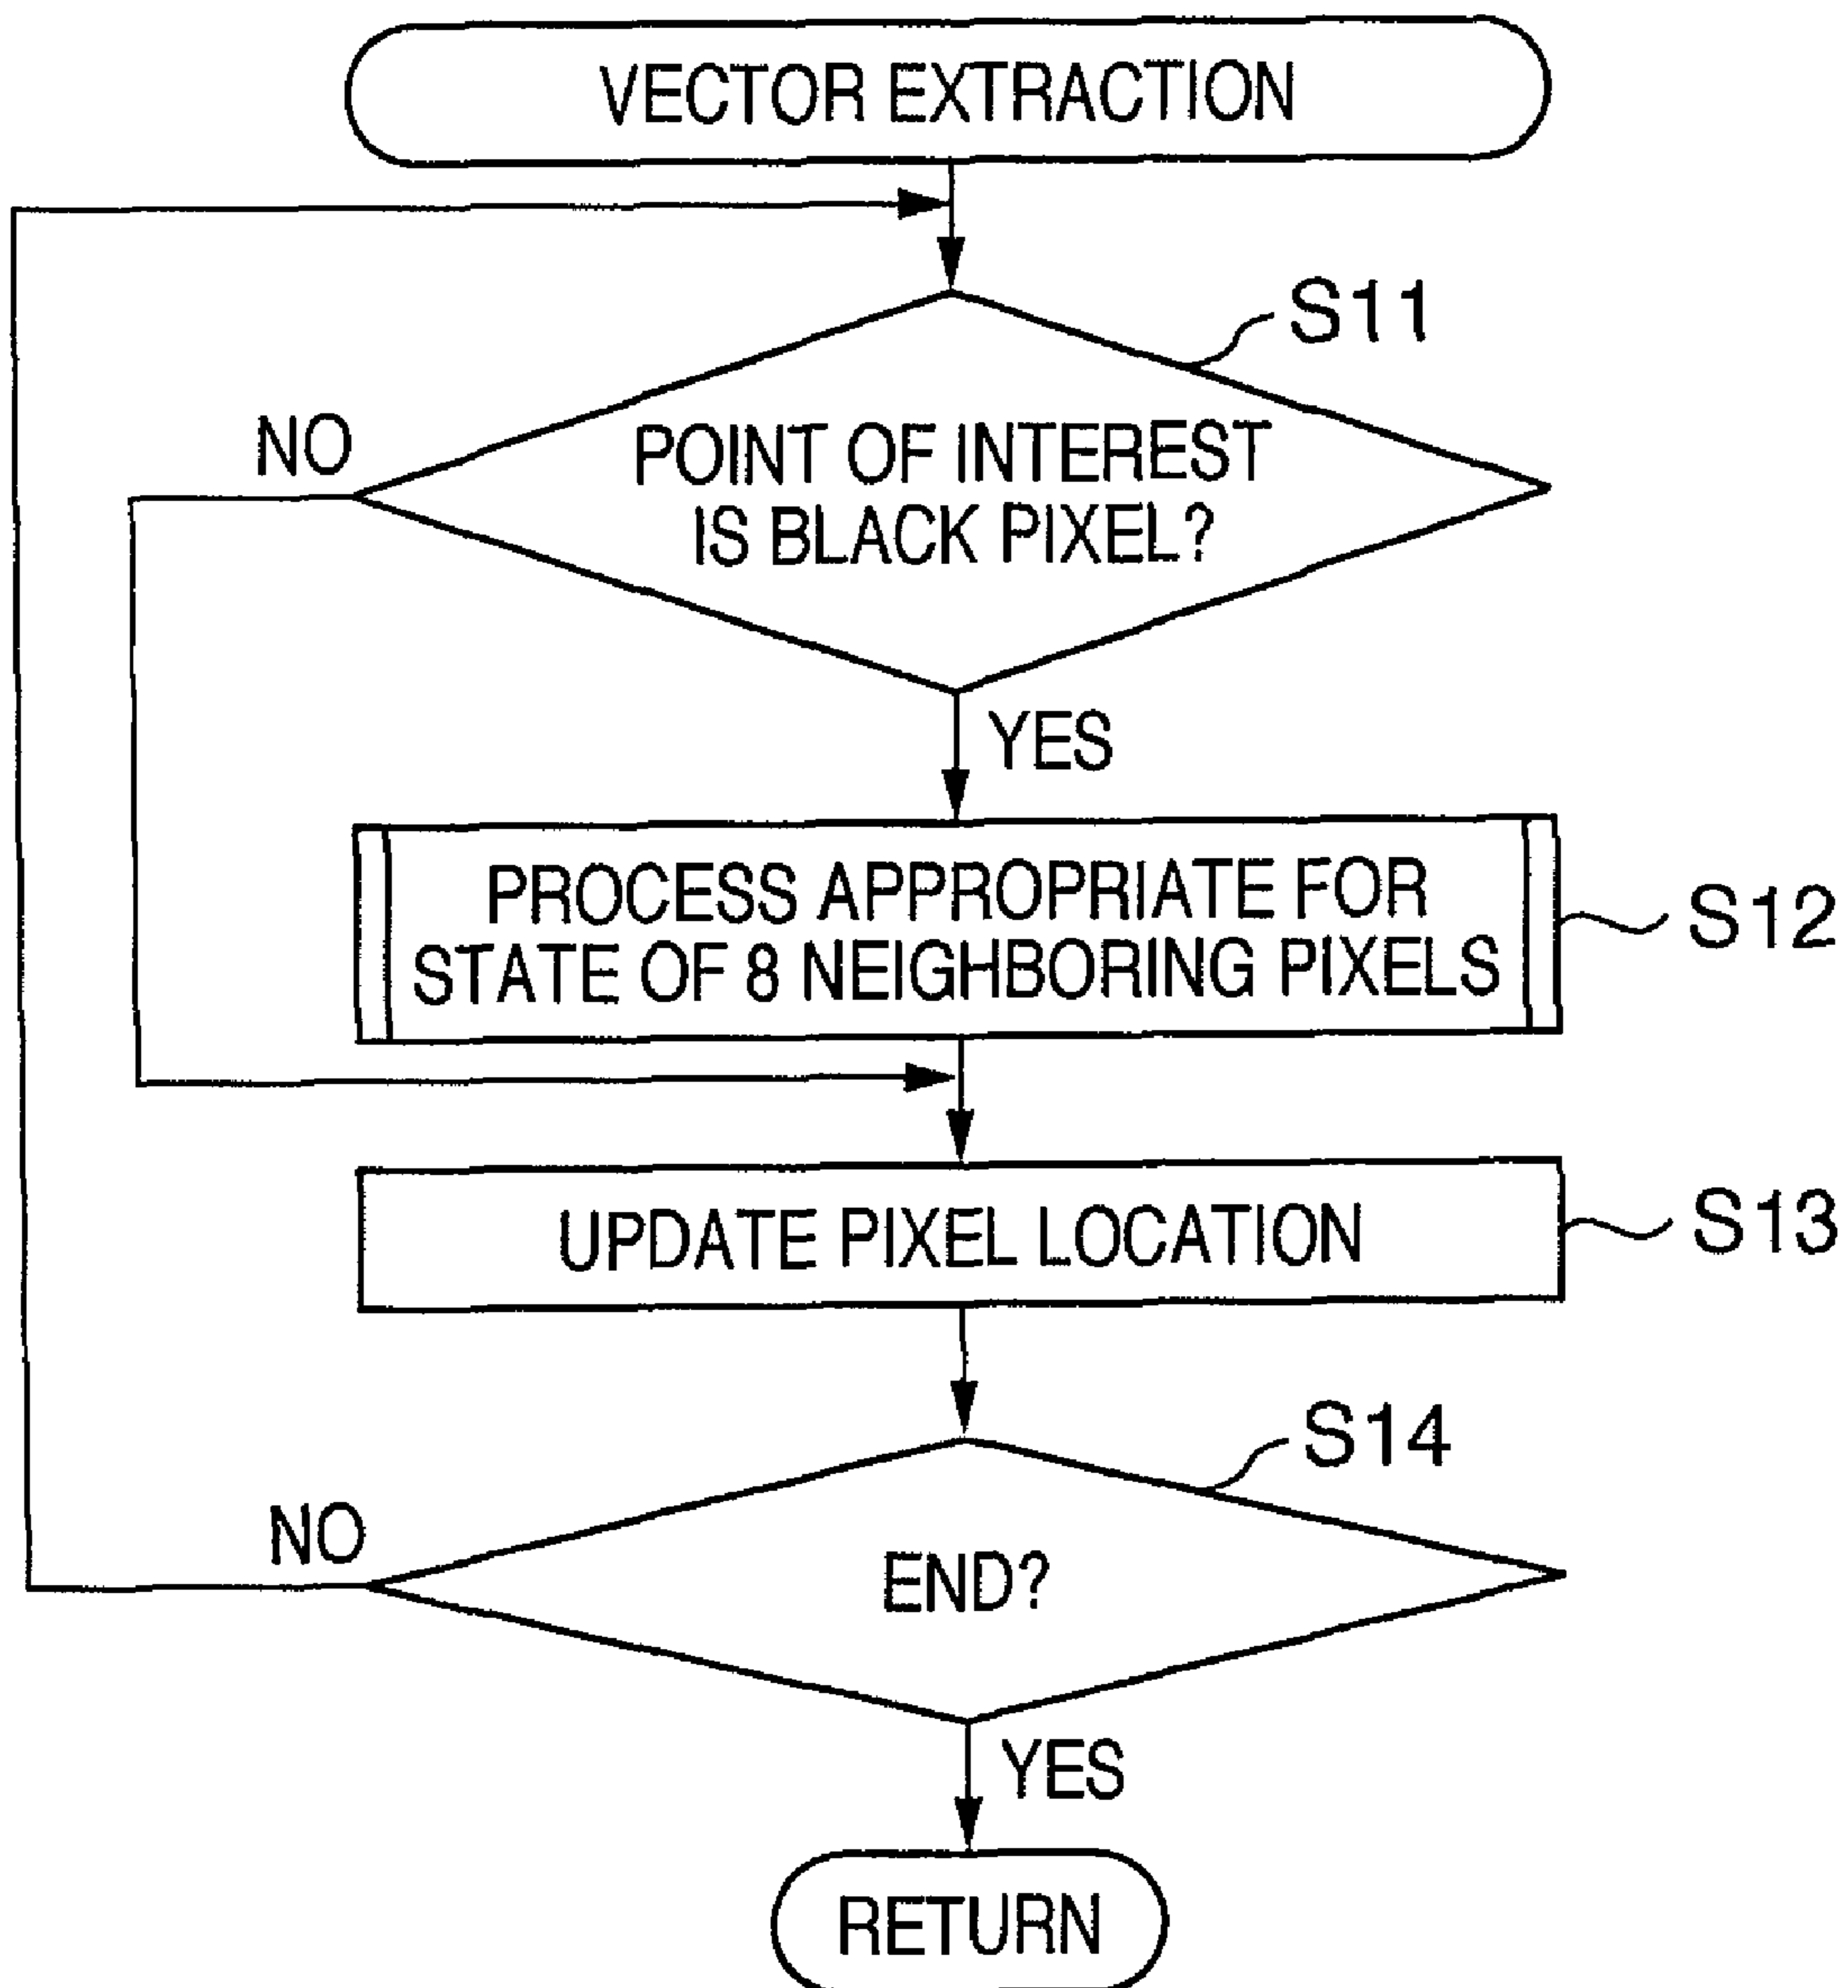 VECTOR EXTRACTION
S11
NO
POINT OF INTEREST
IS BLACK PIXEL?
YES
PROCESS APPROPRIATE FOR
STATE OF 8 NEIGHBORING PIXELS
S12
UPDATE PIXEL LOCATION
S13
S14
NO
END?
YES
RETURN